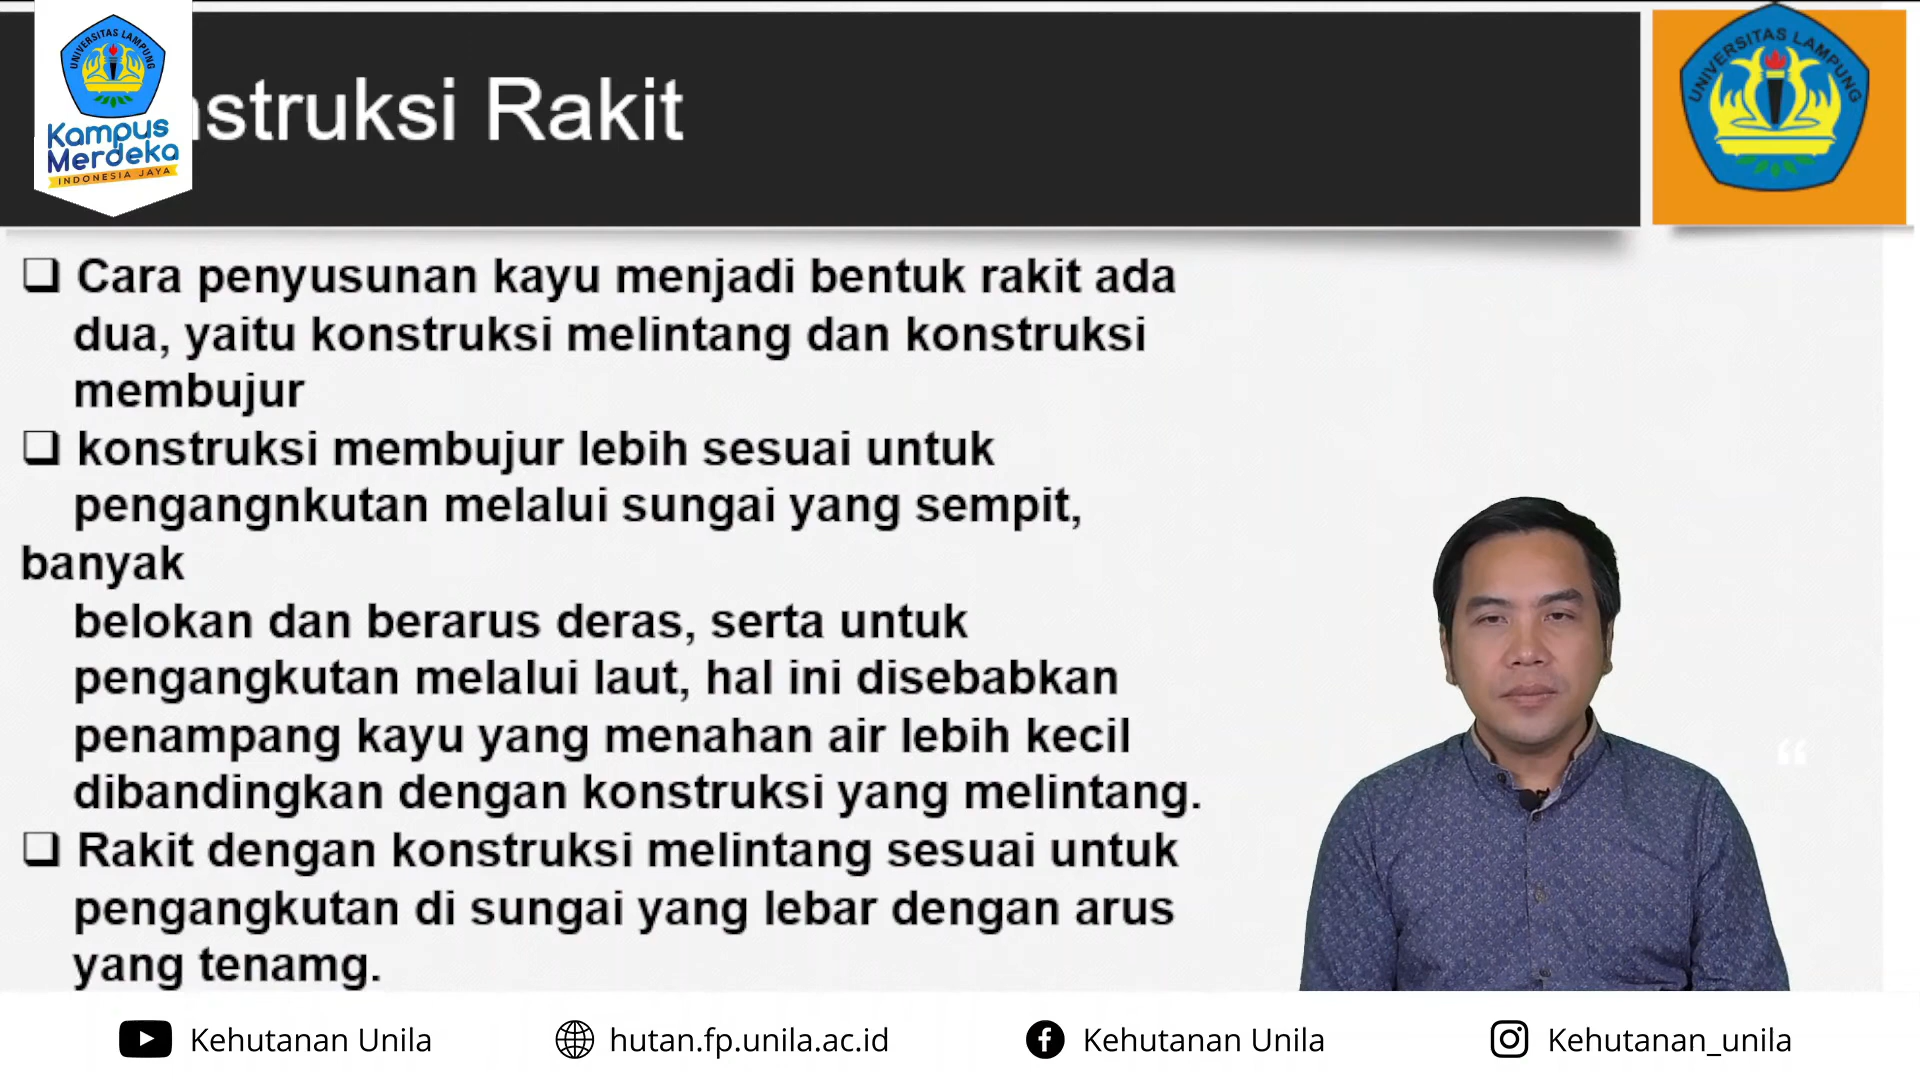 UNIVERSITAS LAMPUNG
Kampus
Merdeka
INDONESIA JAYA
nstruksi Rakit
UNIVERSITAS LAMPUNG
❑ Cara penyusunan kayu menjadi bentuk rakit ada
dua, yaitu konstruksi melintang dan konstruksi
membujur
❑ konstruksi membujur lebih sesuai untuk
pengangnkutan melalui sungai yang sempit,
banyak
belokan dan berarus deras, serta untuk
pengangkutan melalui laut, hal ini disebabkan
penampang kayu yang menahan air lebih kecil
dibandingkan dengan konstruksi yang melintang.
❑ Rakit dengan konstruksi melintang sesuai untuk
pengangkutan di sungai yang lebar dengan arus
yang tenamg.
“
Kehutanan Unila
hutan.fp.unila.ac.id
Kehutanan Unila
Kehutanan_unila